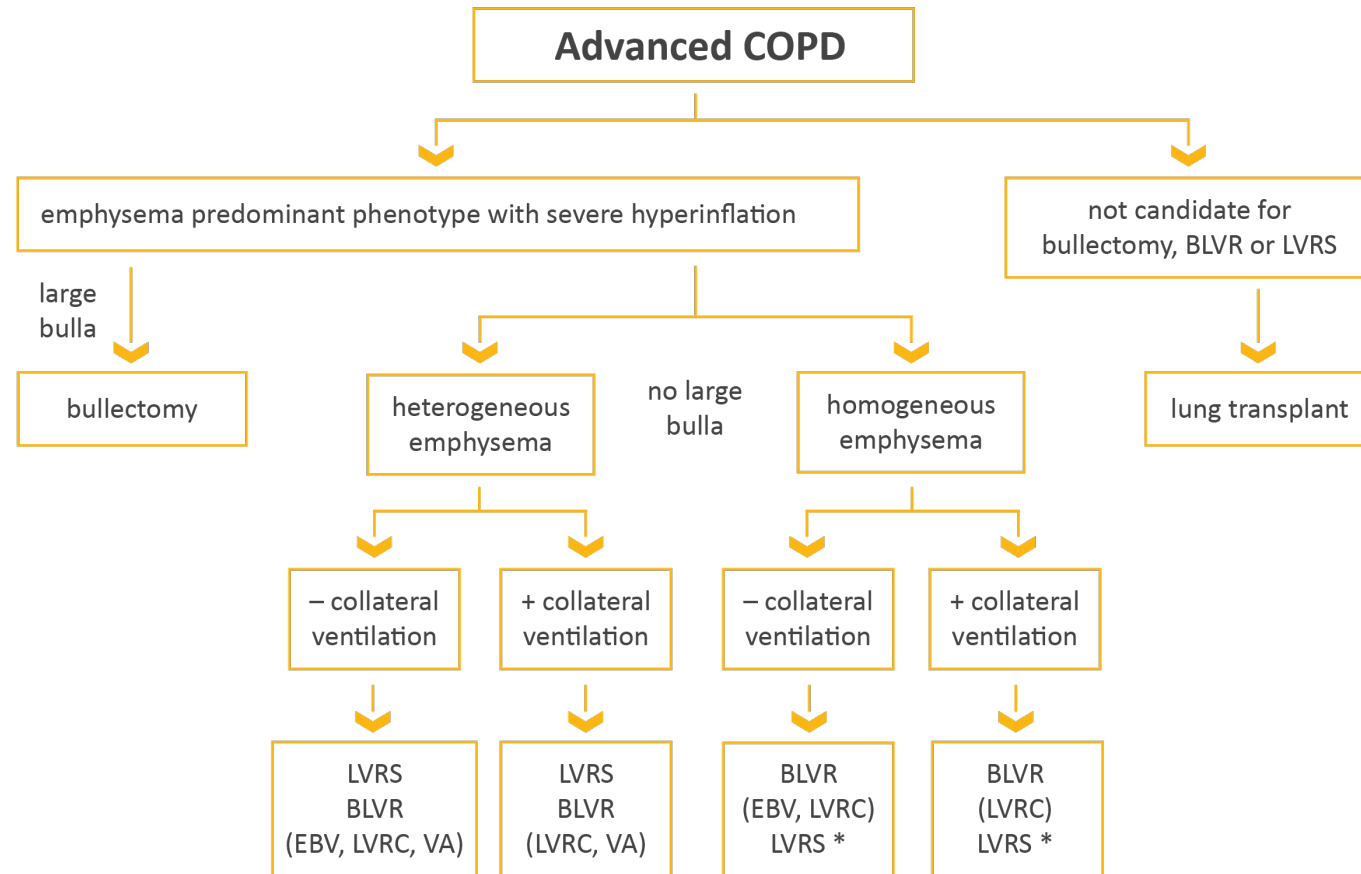 Advanced COPD
emphysema predominant phenotype with severe hyperinflation
not candidate for
bullectomy, BLVR or LVRS
large
bulla
bullectomy
heterogeneous
emphysema
no large
bulla
homogeneous
emphysema
lung transplant
– collateral
ventilation
+ collateral
ventilation
– collateral
ventilation
+ collateral
ventilation
LVRS
BLVR
(EBV, LVRC, VA)
LVRS
BLVR
(LVRC, VA)
BLVR
(EBV, LVRC)
LVRS *
BLVR
(LVRC)
LVRS *